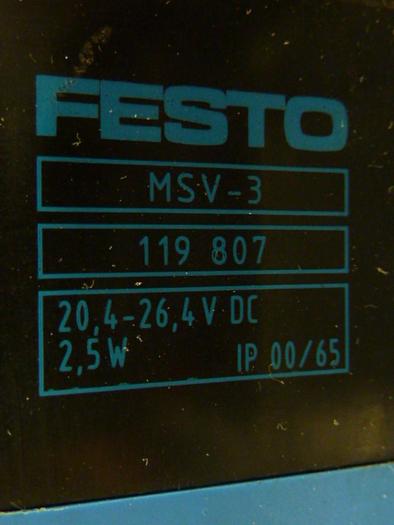 FESTO
MSV-3
119 807
20,4-26,4 V DC
2,5 W IP 00/65